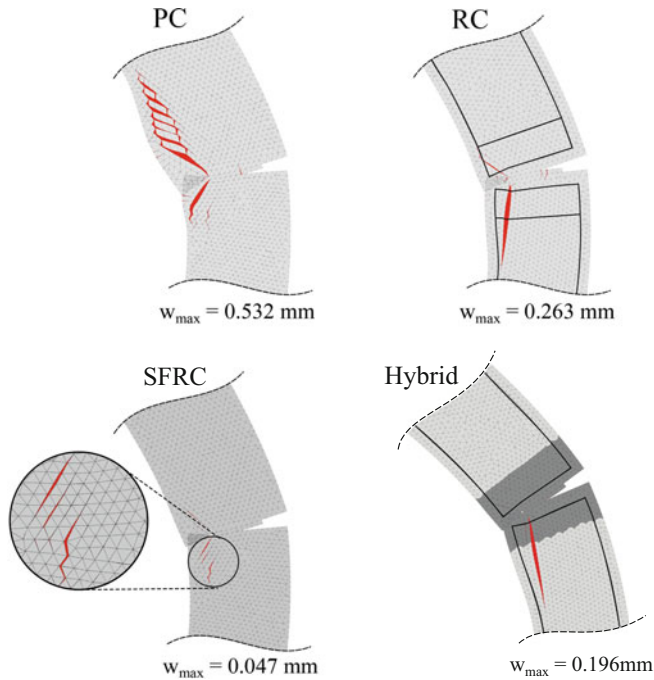 PC
RC
w_max = 0.532 mm
w_max = 0.263 mm
SFRC
Hybrid
w_max = 0.047 mm
w_max = 0.196mm